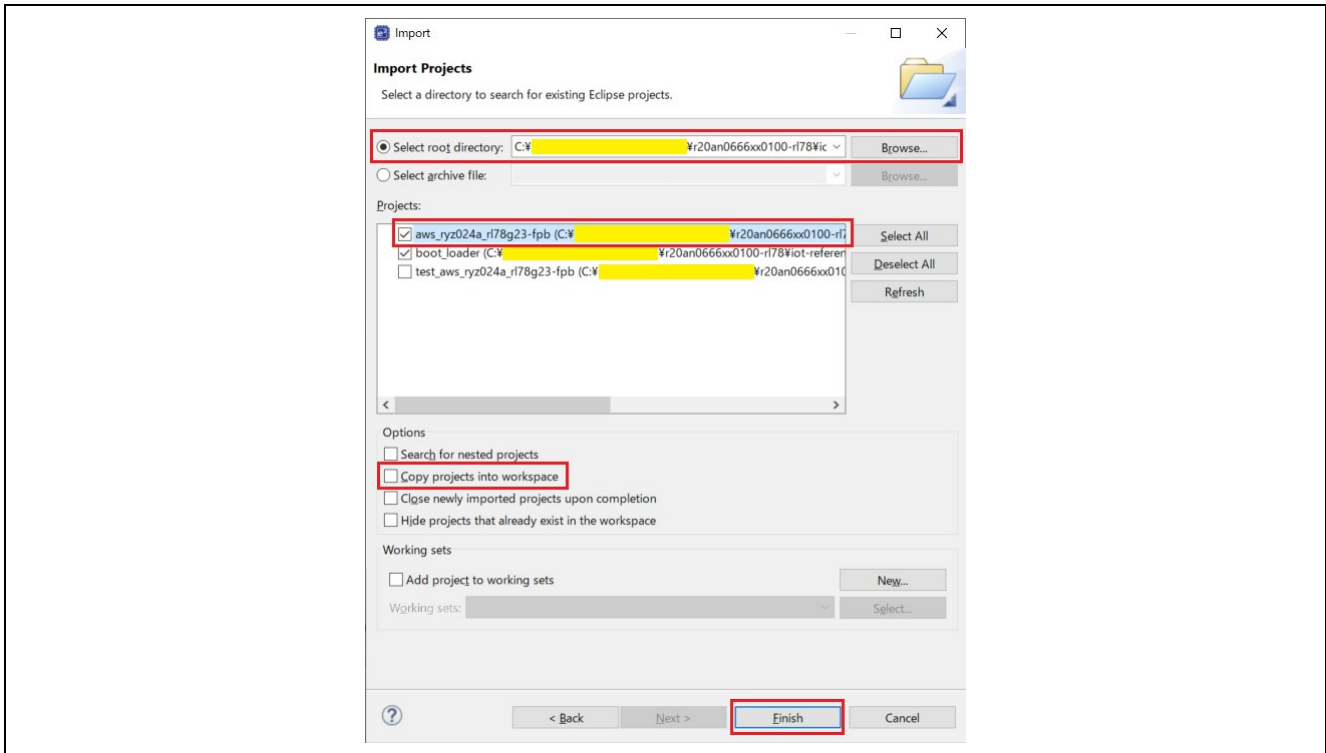 Import
Import Projects
Select a directory to search for existing Eclipse projects.
Select root directory: C:¥ ¥r20an0666xx0100-rl78¥ic Browse...
Select archive file: Browse...
Projects:
aws_ryz024a_rl78g23-fpb (C:¥ ¥r20an0666xx0100-rl7 Select All
boot_loader (C:¥ ¥r20an0666xx0100-rl78¥iot-referen
Deselect All
test_aws_ryz024a_rl78g23-fpb (C:¥ ¥r20an0666xx010
Refresh
Options
Search for nested projects
Copy projects into workspace
Close newly imported projects upon completion
Hide projects that already exist in the workspace
Working sets
Add project to working sets New...
Working sets: Select...
? < Back Next > Finish Cancel